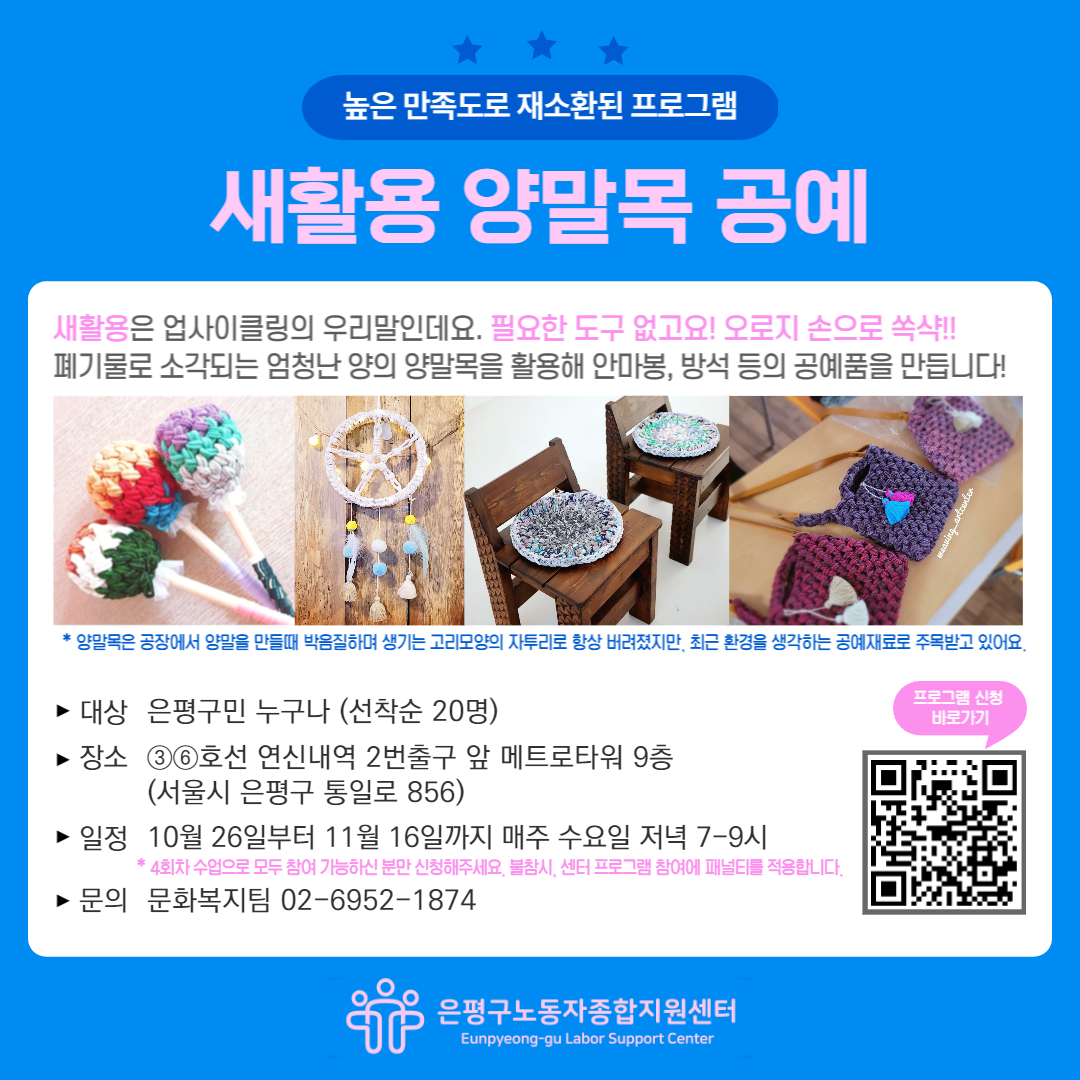 높은 만족도로 재소환된 프로그램
새활용 양말목 공예
새활용은 업사이클링의 우리말인데요. 필요한 도구 없고요! 오로지 손으로 쏙샥!!
폐기물로 소각되는 엄청난 양의 양말목을 활용해 안마봉, 방석 등의 공예품을 만듭니다!
weaving_artcenter
* 양말목은 공장에서 양말을 만들때 박음질하며 생기는 고리모양의 자투리로 항상 버려졌지만, 최근 환경을 생각하는 공예재료로 주목받고 있어요.
프로그램 신청
바로가기
▶ 대상 은평구민 누구나 (선착순 20명)
▶ 장소 ③⑥호선 연신내역 2번출구 앞 메트로타워 9층
(서울시 은평구 통일로 856)
▶ 일정 10월 26일부터 11월 16일까지 매주 수요일 저녁 7-9시
* 4회차 수업으로 모두 참여 가능하신 분만 신청해주세요. 불참시, 센터 프로그램 참여에 패널티를 적용합니다.
▶ 문의 문화복지팀 02-6952-1874
은평구노동자종합지원센터
Eunpyeong-gu Labor Support Center